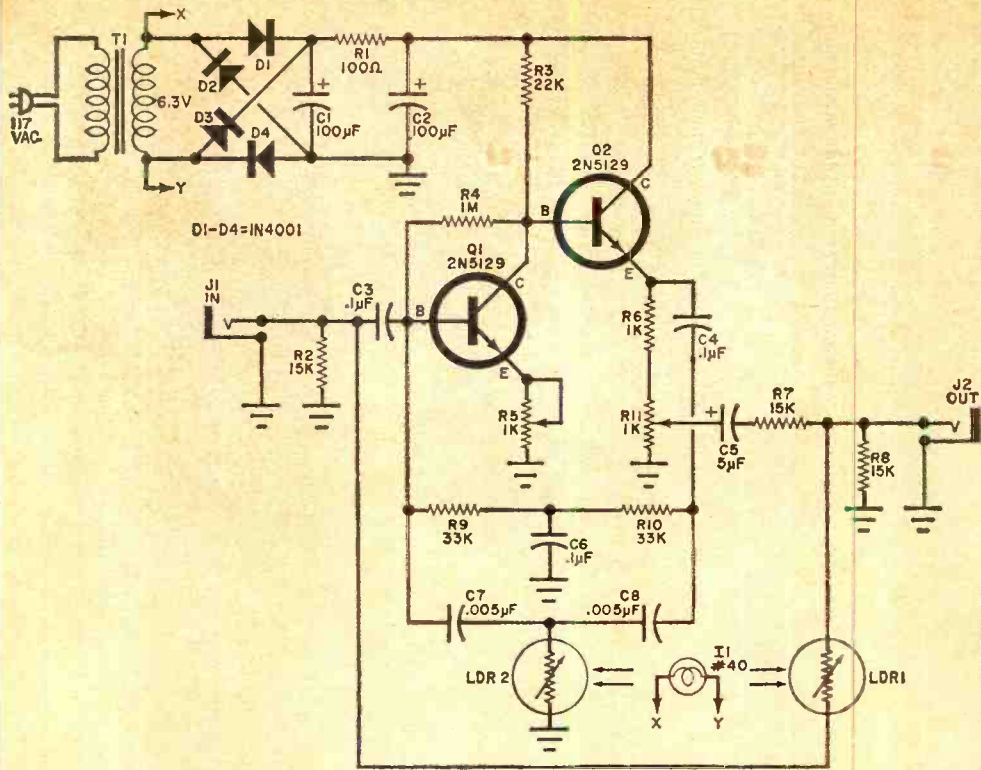 X
T1
D1
R1
100Ω
R3
22K
D2
6.3V
117
VAC
D3
D4
+
C1
100µF
+
C2
100µF
Y
Q2
2N5129
C
B
E
R4
1M
D1-D4=IN4001
Q1
2N5129
C
B
E
J1
IN
C3
.1µF
R2
15K
R6
1K
C4
.1µF
R5
1K
R11
1K
+
C5
5µF
R7
15K
J2
OUT
R8
15K
R9
33K
C6
.1µF
R10
33K
C7
.005µF
C8
.005µF
LDR2
I1
#40
X
Y
LDR1